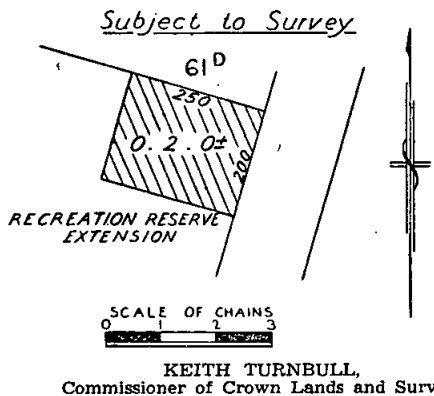 Subject to Survey
61D
250
0. 2. 0±
200
RECREATION RESERVE
EXTENSION
SCALE OF CHAINS
0 1 2 3
KEITH TURNBULL,
Commissioner of Crown Lands and Surv